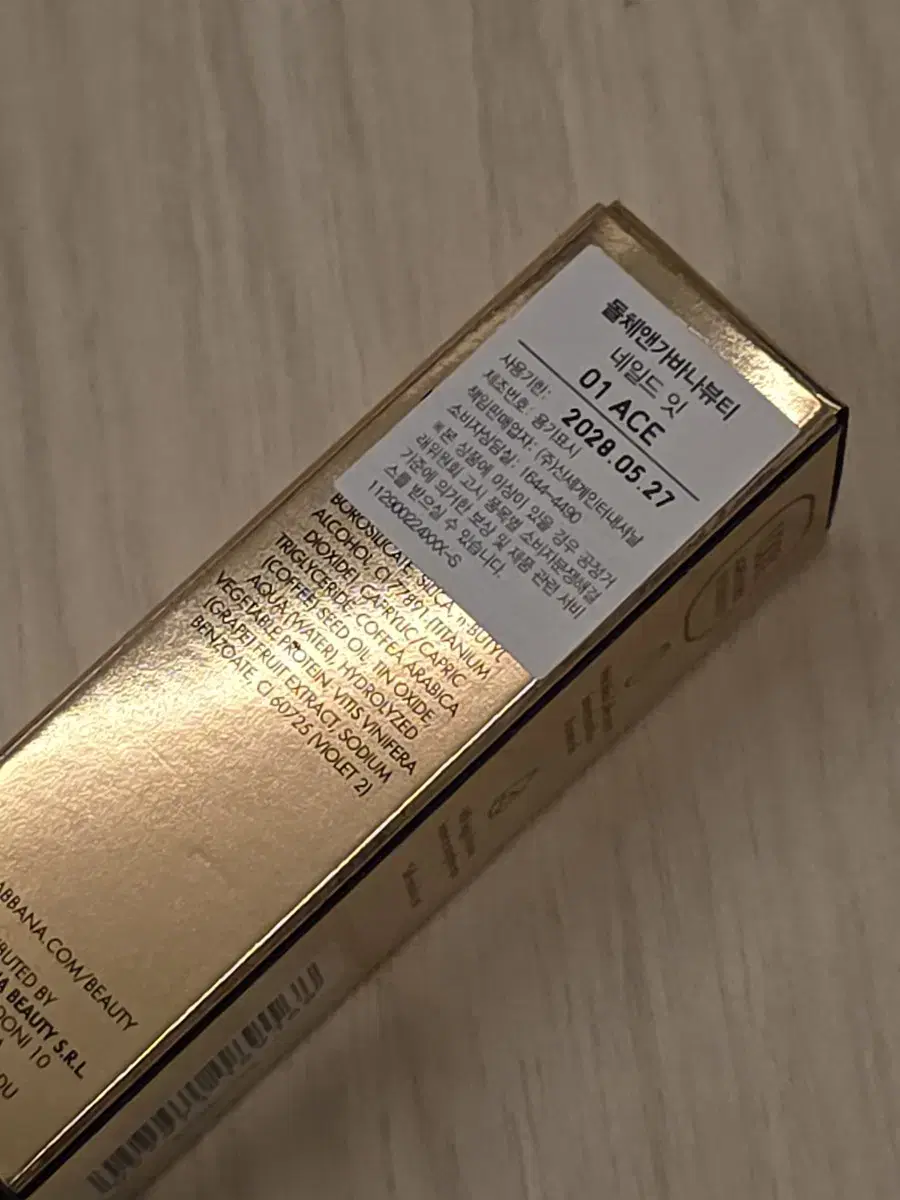 돌체앤가바나뷰티
네일드 잇
01 ACE
사용기한: 2028.05.27
제조번호: 용기표시
책임판매업자: (주)신세계인터내셔날
소비자상담실: 1644-4490
※본 상품에 이상이 있을 경우 공정거
래위원회 고시 품목별 소비자분쟁해결
기준에 의거한 보상 및 제품 관련 서비
스를 받으실 수 있습니다.
112900224XXX-S
BOROSILICATE, SILICA, N-BUTYL
ALCOHOL, CI 77891 (TITANIUM
DIOXIDE), CAPRYLIC/CAPRIC
TRIGLYCERIDE, COFFEA ARABICA
(COFFEE) SEED OIL, TIN OXIDE,
AQUA (WATER), HYDROLYZED
VEGETABLE PROTEIN, VITIS VINIFERA
(GRAPE) FRUIT EXTRACT, SODIUM
BENZOATE, CI 60725 (VIOLET 2)
ABBANA.COM/BEAUTY
BUTED BY
A BEAUTY S.R.L.
DONI 10